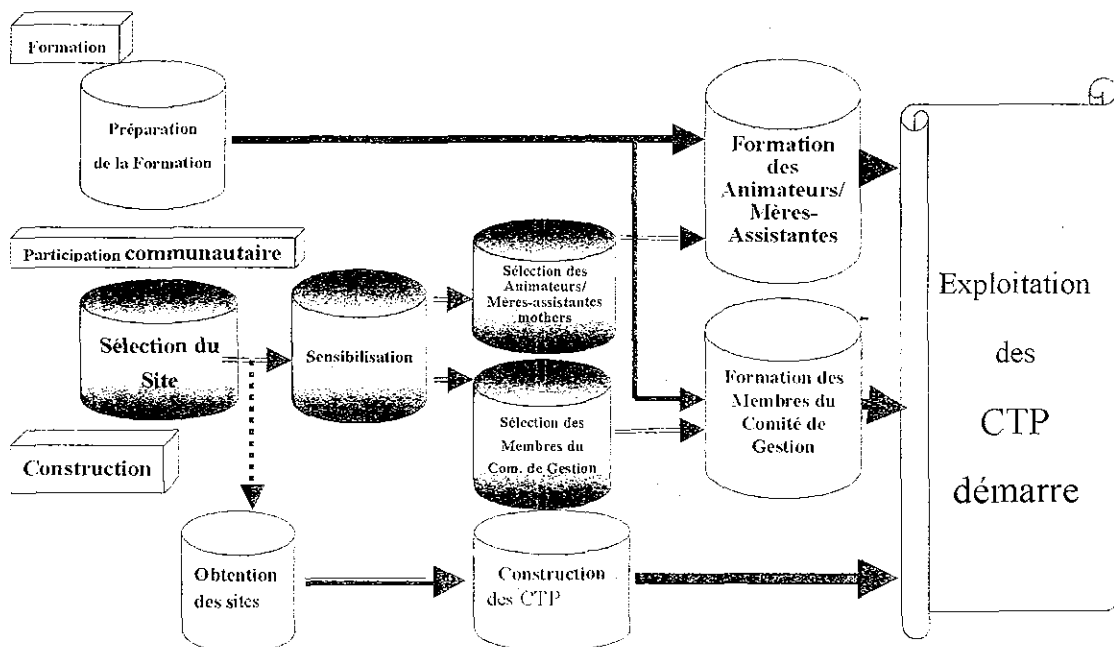 Formation
Préparation
de la Formation
Formation
des
Animateurs/
Mères-
Assistantes
Participation communautaire
Sélection du
Site
Sensibilisation
Sélection des
Animateurs/
Mères-assistantes
mothers
Sélection des
Membres du
Com. de Gestion
Formation des
Membres du
Comité de
Gestion
Construction
Obtention
des sites
Construction
des CTP
Exploitation
des
CTP
démarre